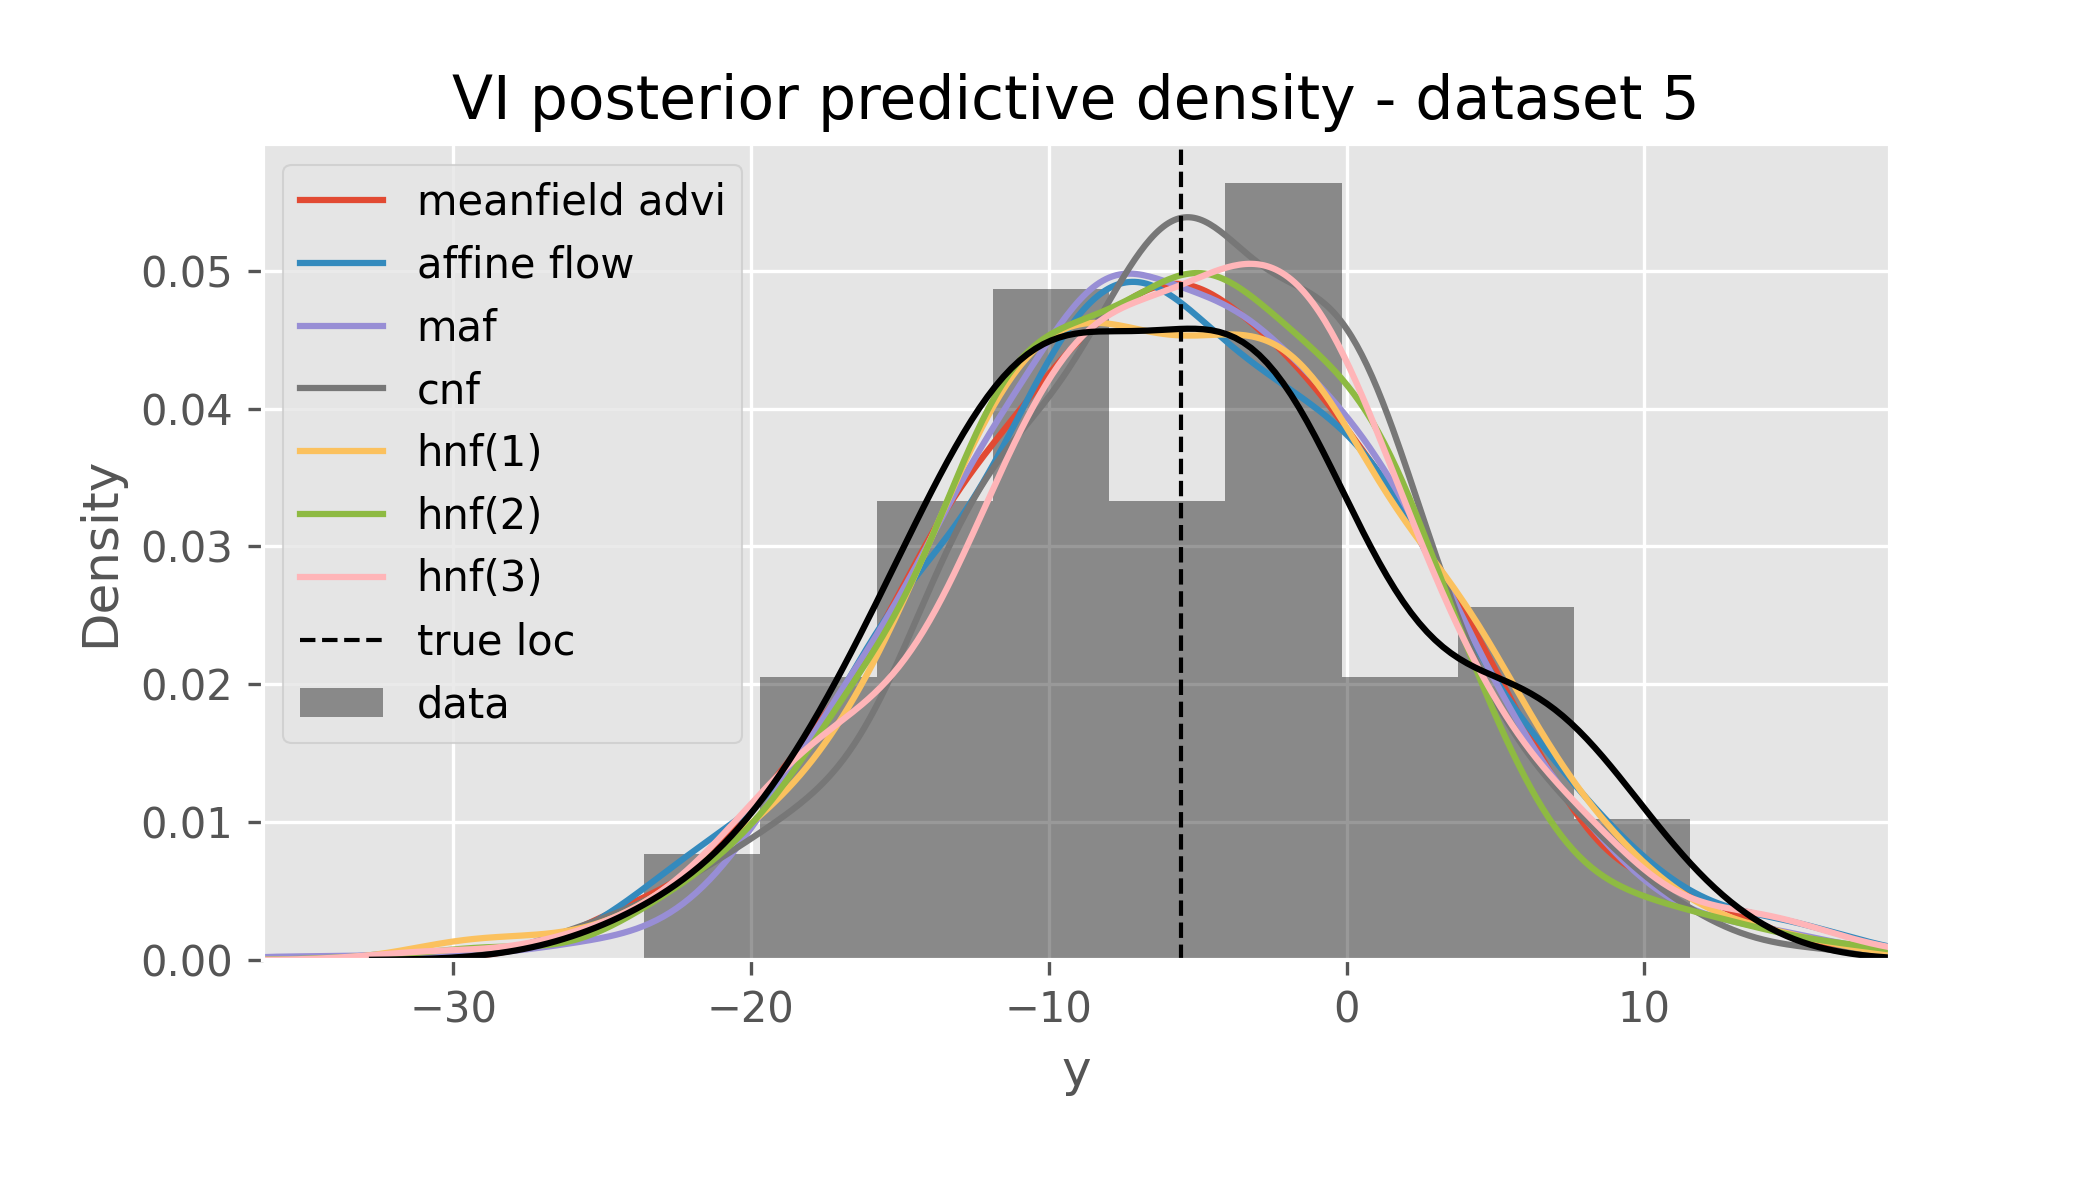 VI posterior predictive density - dataset 5
meanfield advi
affine flow
maf
cnf
hnf(1)
hnf(2)
hnf(3)
true loc
data
Density
0.05
0.04
0.03
0.02
0.01
0.00
−30
−20
−10
0
10
y